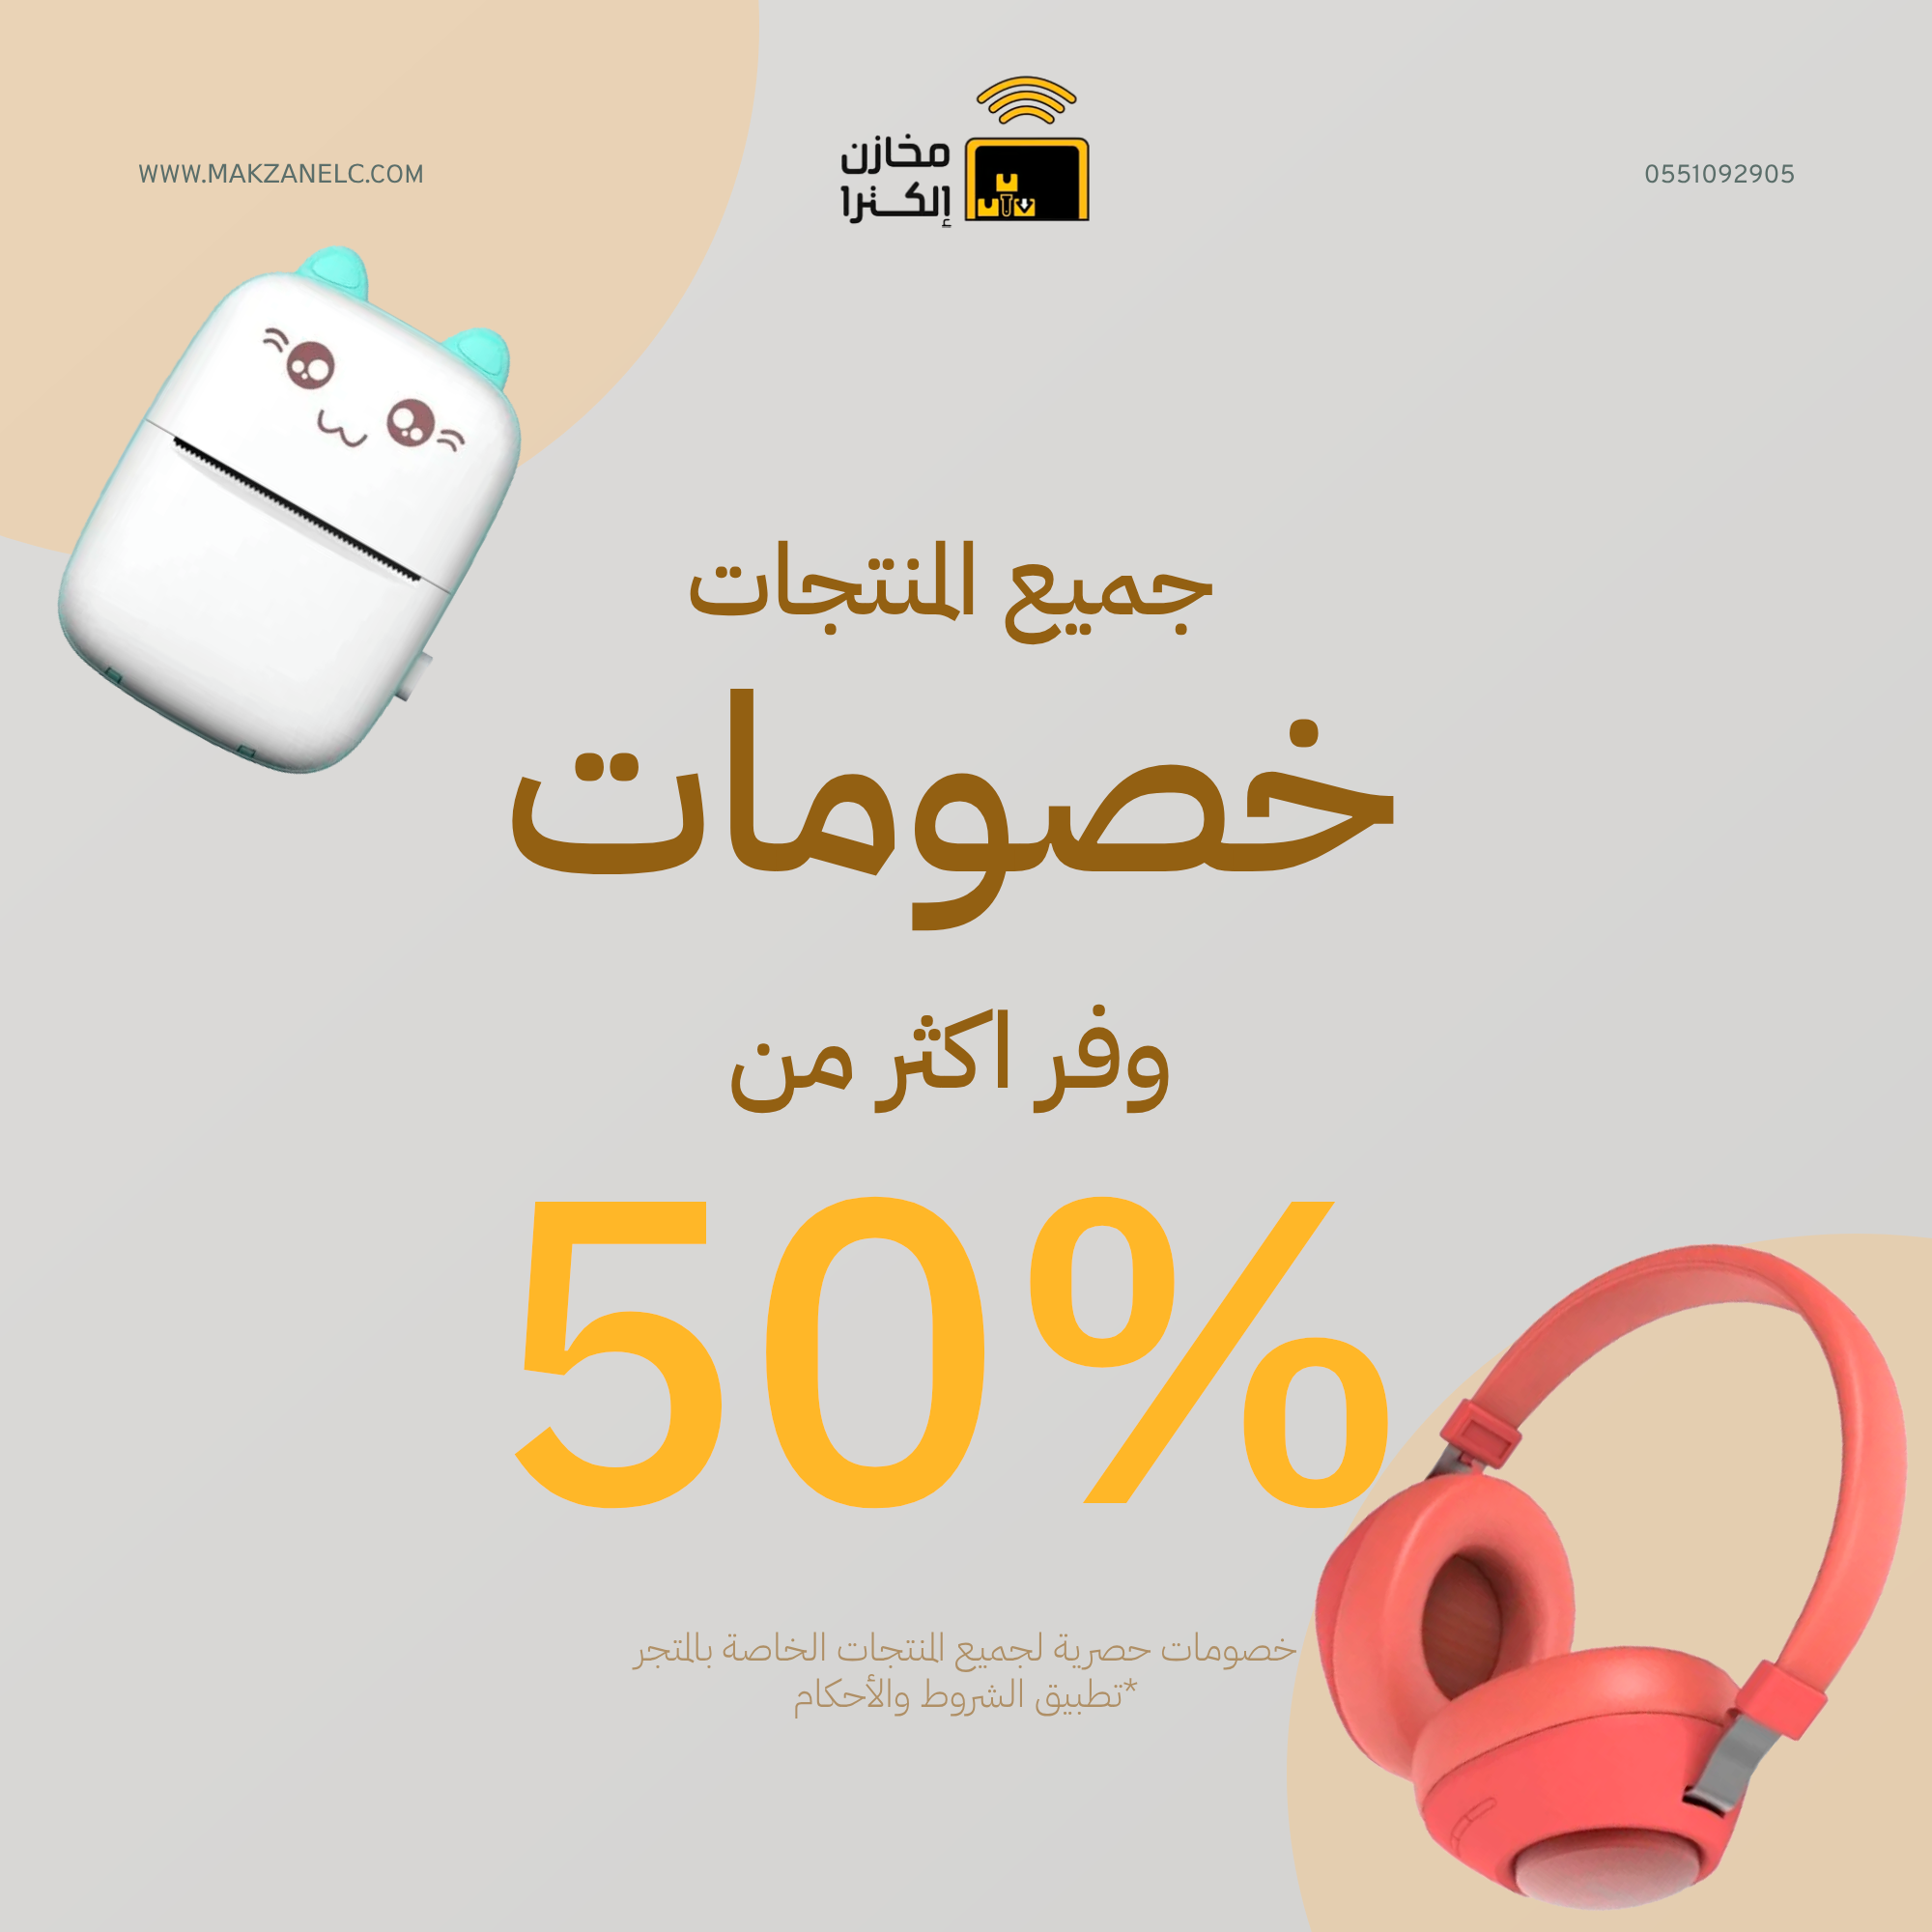 WWW.MAKZANELC.COM
مخازن
إلكترا
0551092905
جميع المنتجات
خصومات
وفر اكثر من
50%
خصومات حصرية لجميع المنتجات الخاصة بالمتجر
*تطبيق الشروط والأحكام